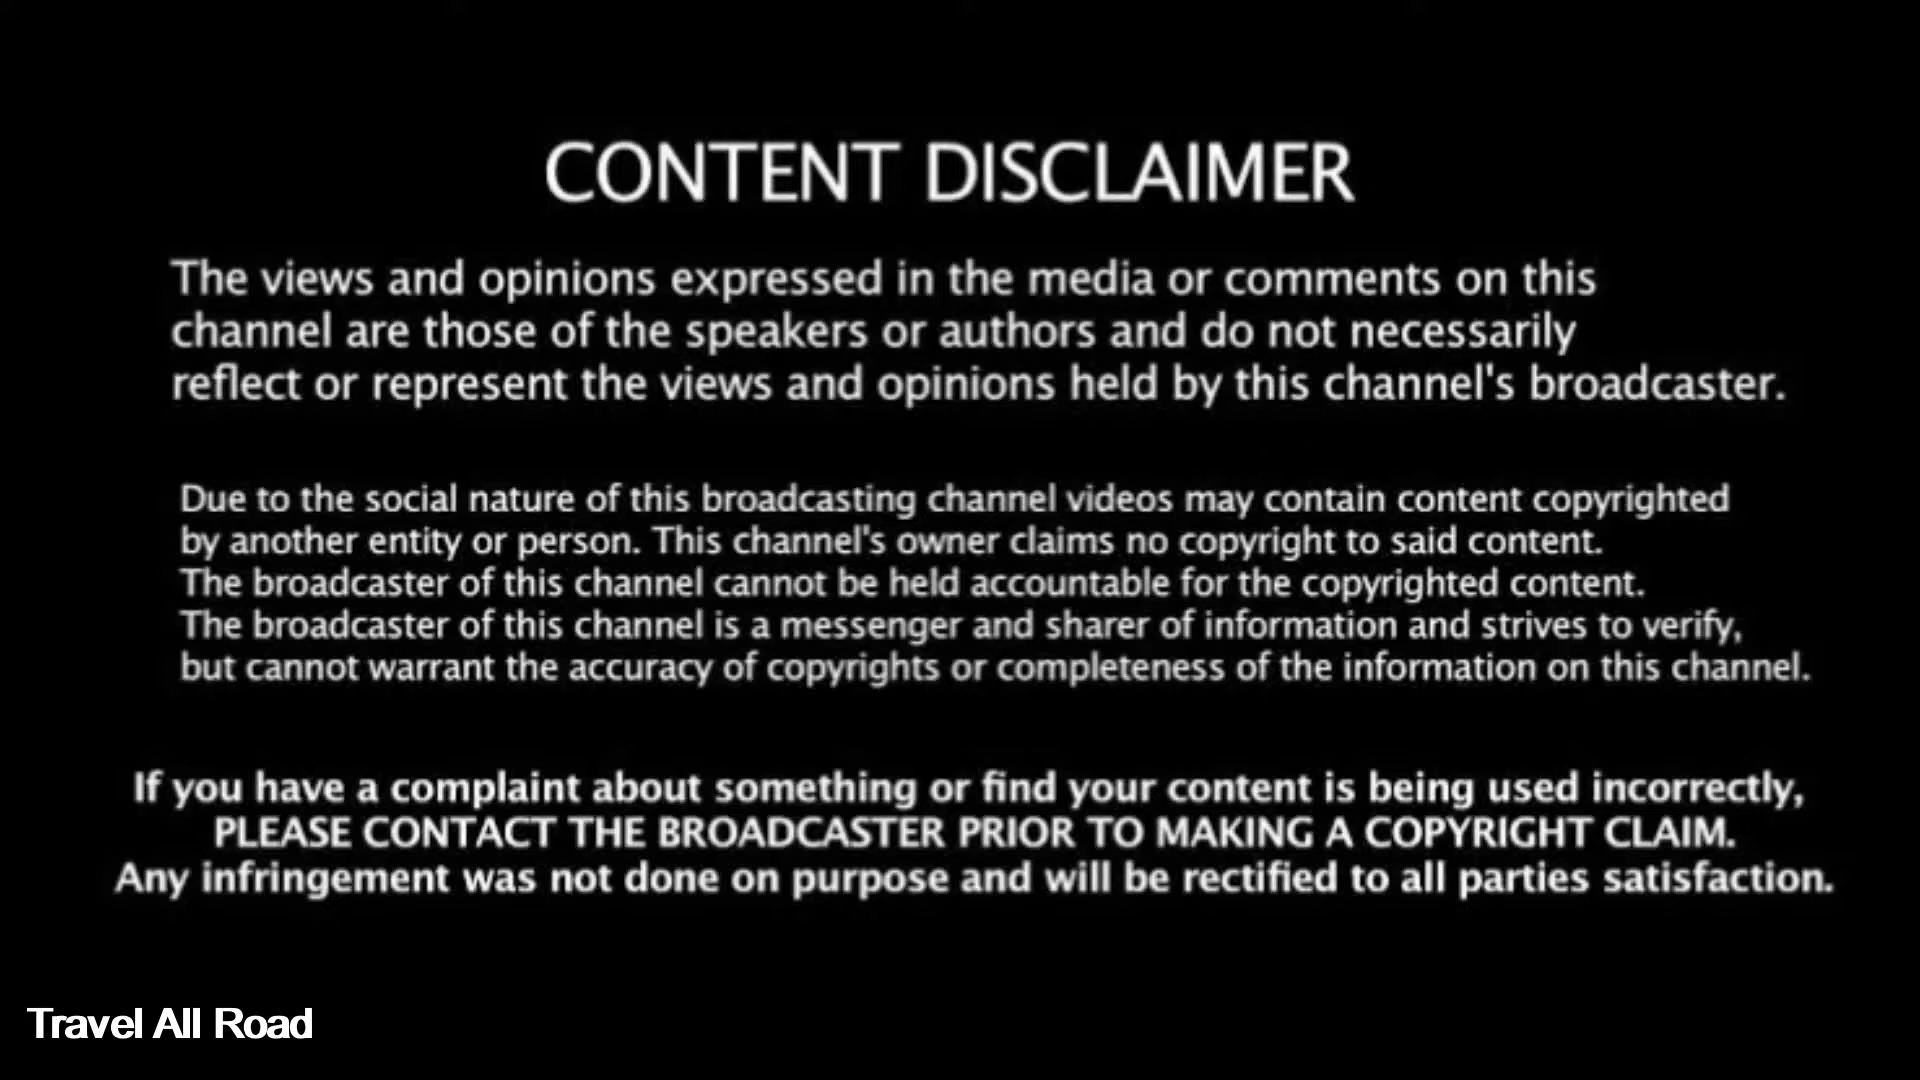 CONTENT DISCLAIMER
The views and opinions expressed in the media or comments on this
channel are those of the speakers or authors and do not necessarily
reflect or represent the views and opinions held by this channel's broadcaster.
Due to the social nature of this broadcasting channel videos may contain content copyrighted
by another entity or person. This channel's owner claims no copyright to said content.
The broadcaster of this channel cannot be held accountable for the copyrighted content.
The broadcaster of this channel is a messenger and sharer of information and strives to verify,
but cannot warrant the accuracy of copyrights or completeness of the information on this channel.
If you have a complaint about something or find your content is being used incorrectly,
PLEASE CONTACT THE BROADCASTER PRIOR TO MAKING A COPYRIGHT CLAIM.
Any infringement was not done on purpose and will be rectified to all parties satisfaction.
Travel All Road